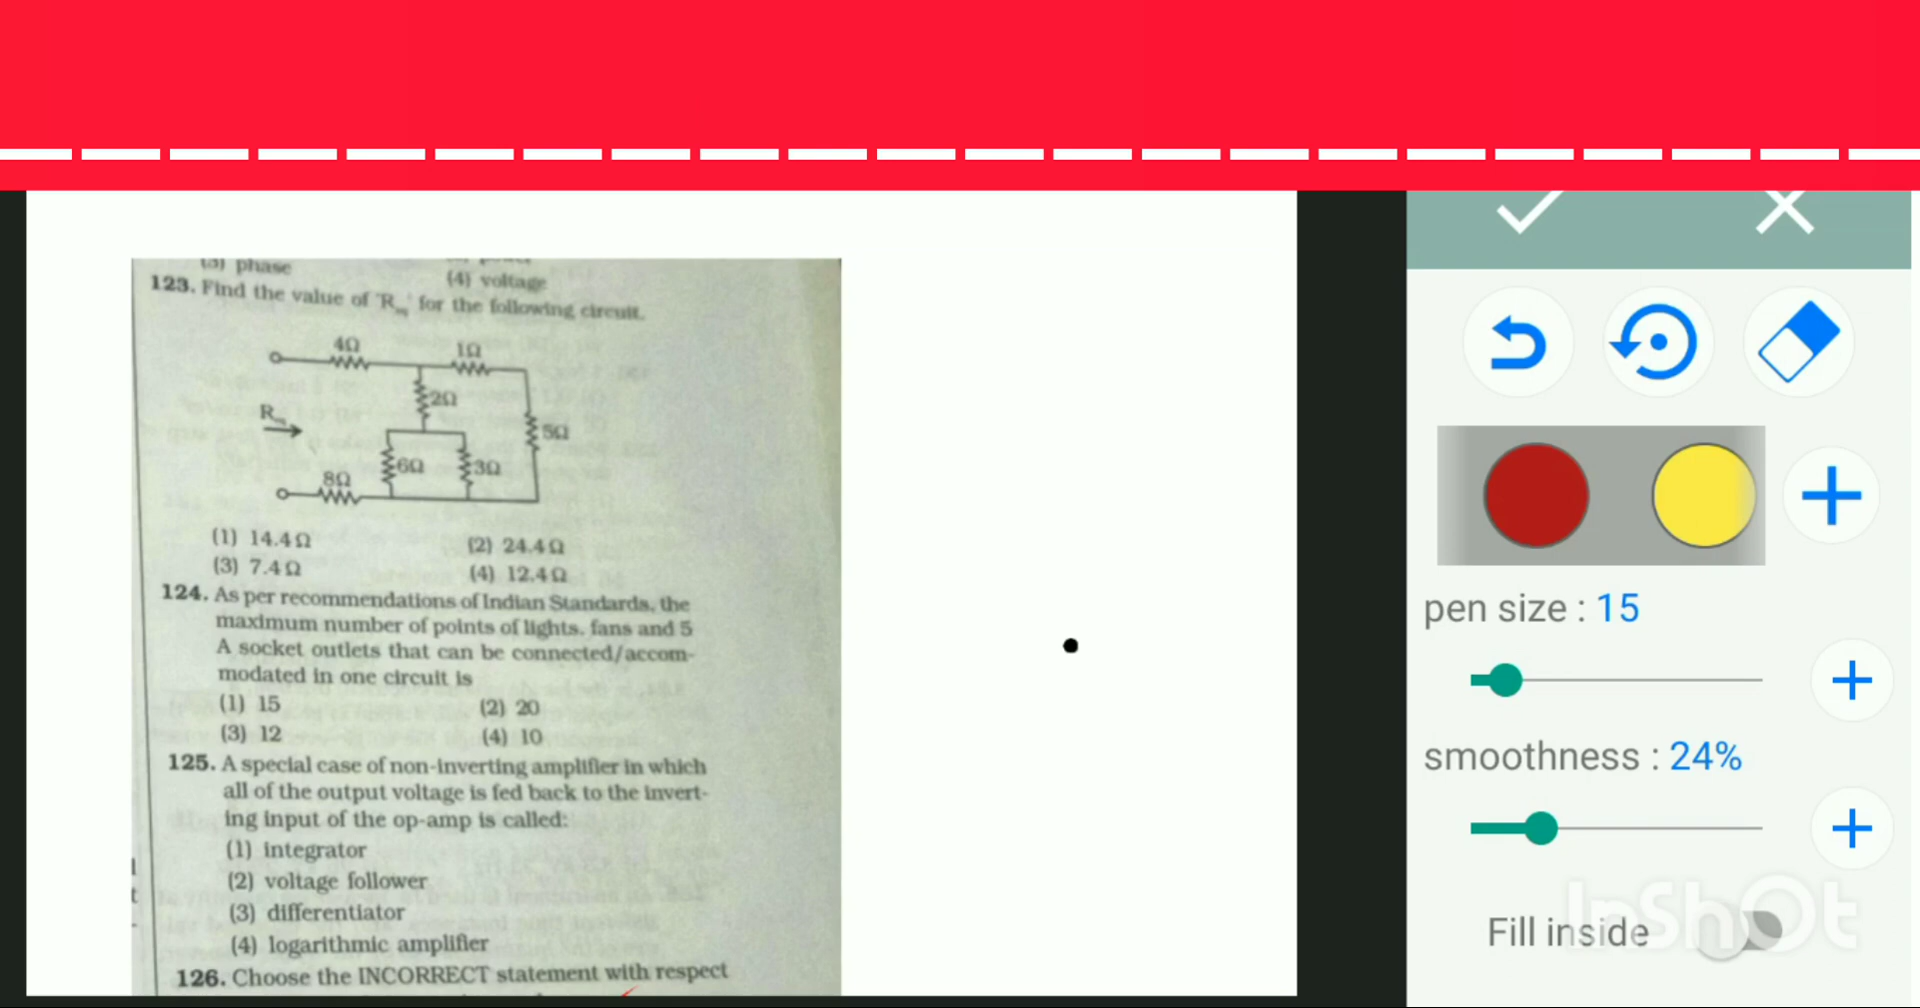 (3) phase
(4) voltage
123. Find the value of 'Req' for the following circuit.
4Ω
1Ω
2Ω
Req
5Ω
6Ω
3Ω
8Ω
(1) 14.4 Ω
(2) 24.4 Ω
(3) 7.4 Ω
(4) 12.4 Ω
124. As per recommendations of Indian Standards, the
maximum number of points of lights, fans and 5
A socket outlets that can be connected/accom-
modated in one circuit is
(1) 15
(2) 20
(3) 12
(4) 10
125. A special case of non-inverting amplifier in which
all of the output voltage is fed back to the invert-
ing input of the op-amp is called:
(1) integrator
(2) voltage follower
(3) differentiator
(4) logarithmic amplifier
126. Choose the INCORRECT statement with respect
pen size : 15
smoothness : 24%
Fill inside
InShOt